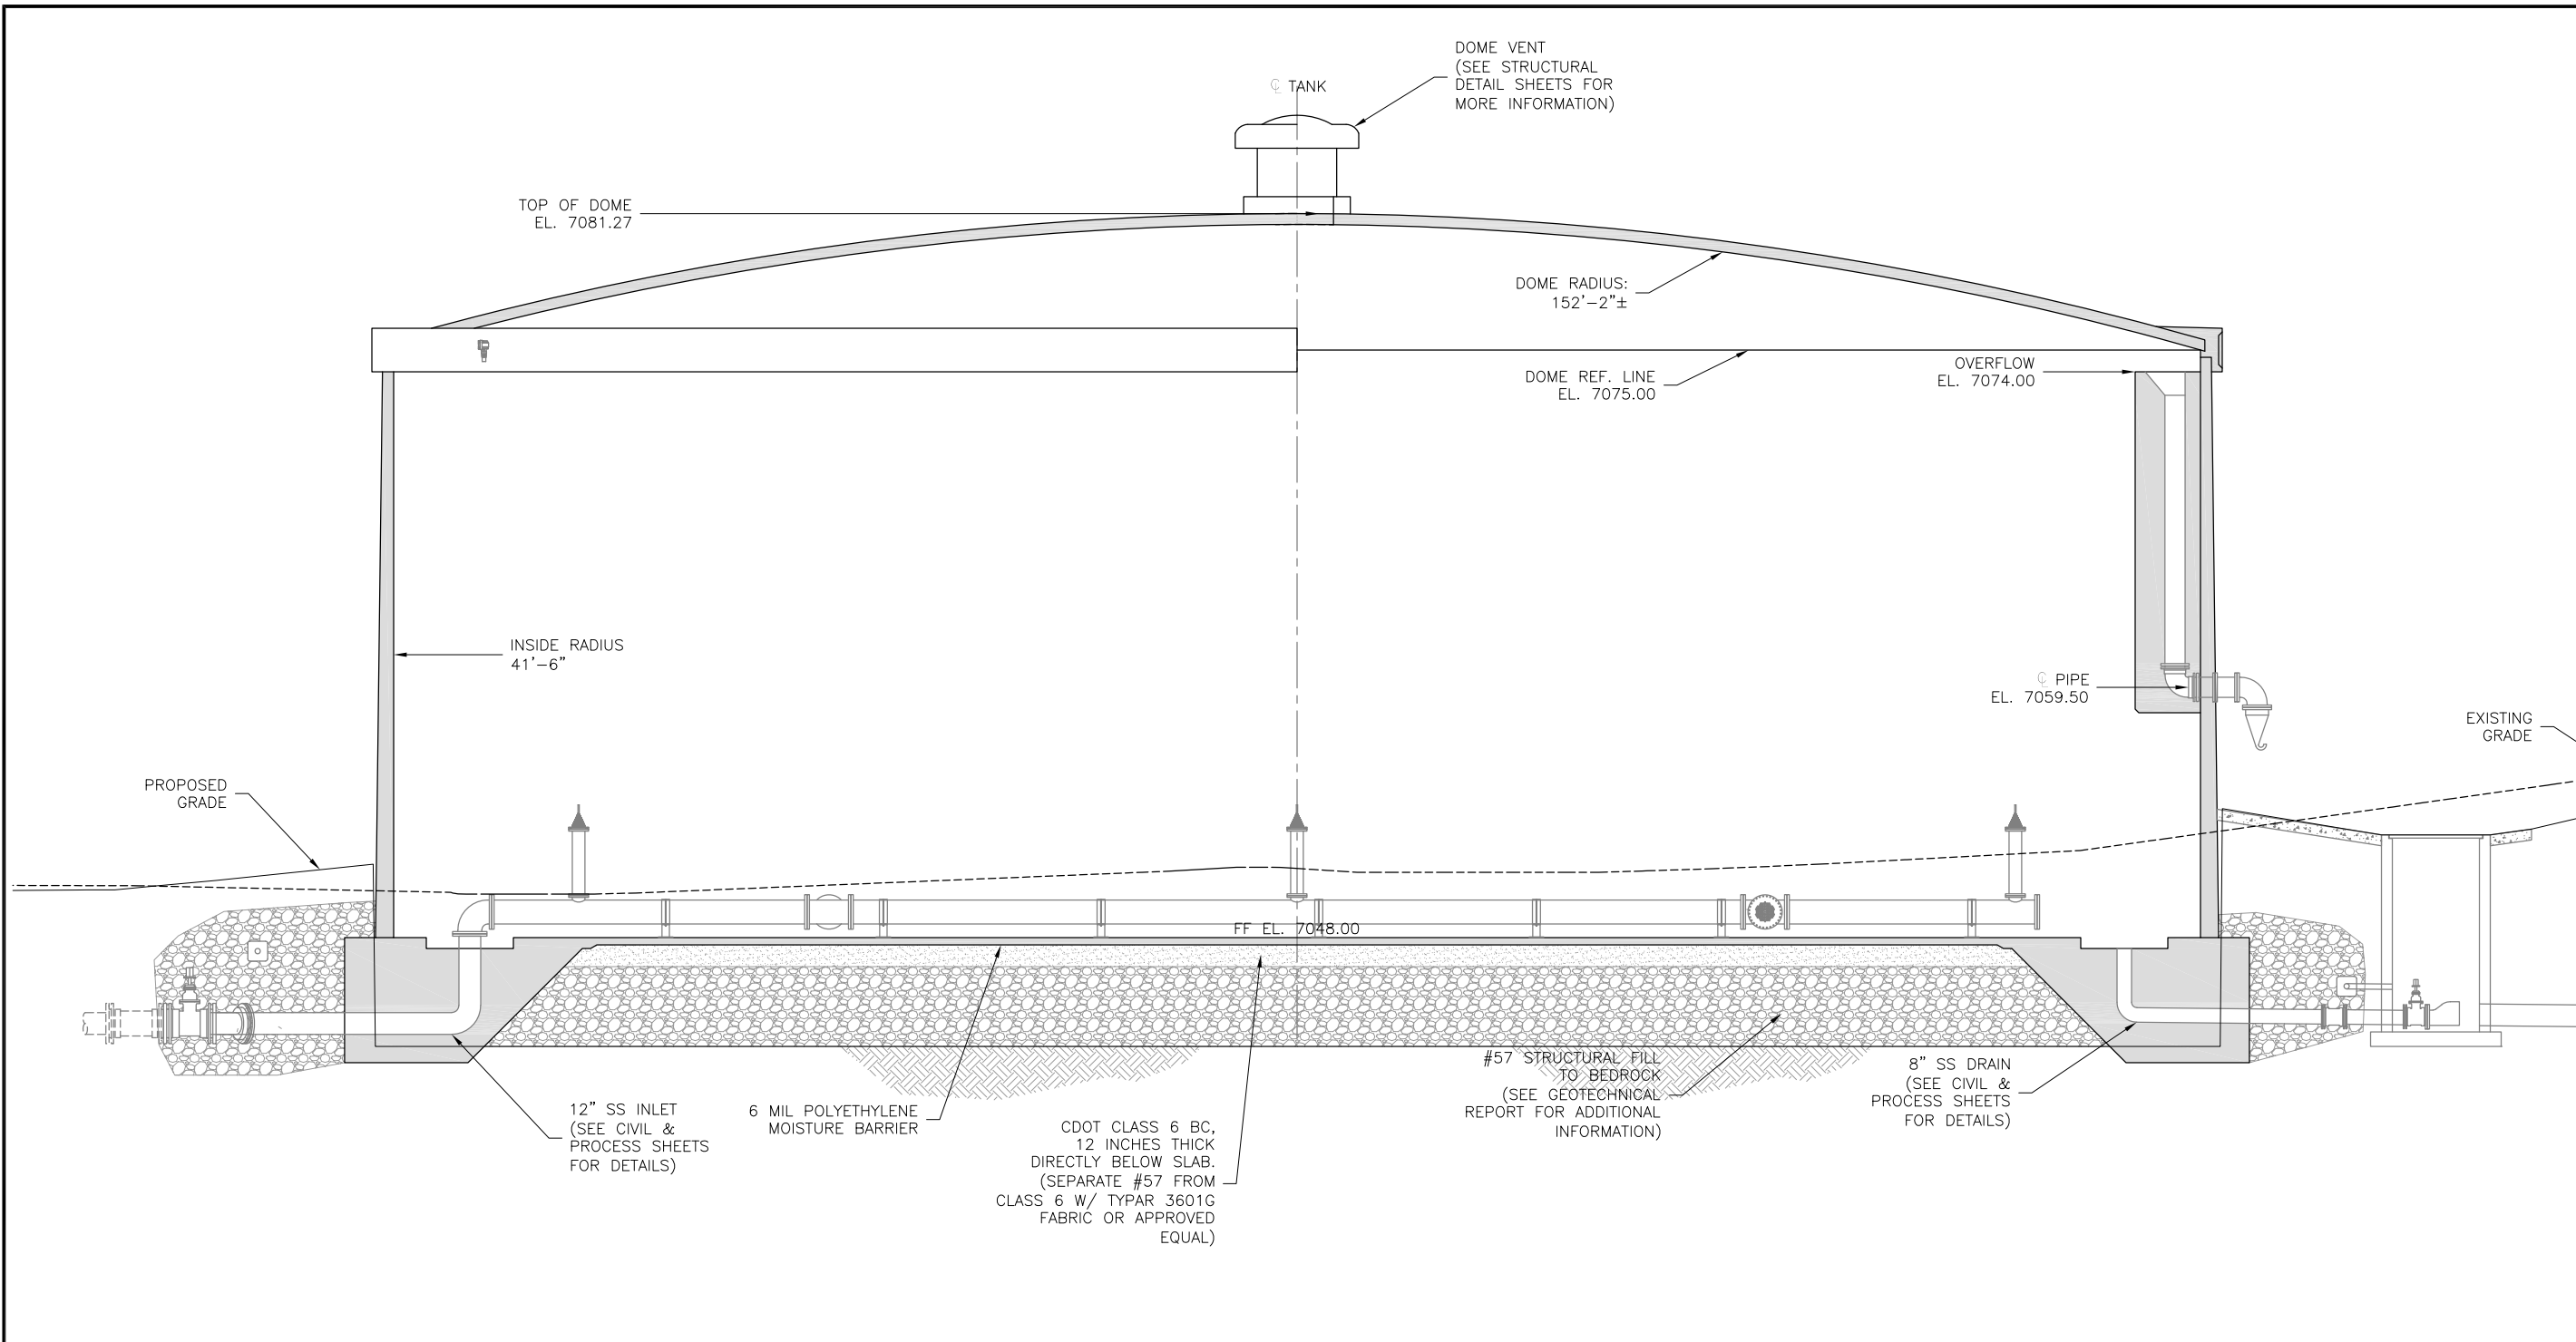 DOME VENT
(SEE STRUCTURAL
DETAIL SHEETS FOR
MORE INFORMATION)
℄ TANK
TOP OF DOME
EL. 7081.27
DOME RADIUS:
152'-2"±
DOME REF. LINE
EL. 7075.00
OVERFLOW
EL. 7074.00
INSIDE RADIUS
41'-6"
℄ PIPE
EL. 7059.50
EXISTING
GRADE
PROPOSED
GRADE
FF EL. 7048.00
12" SS INLET
(SEE CIVIL &
PROCESS SHEETS
FOR DETAILS)
6 MIL POLYETHYLENE
MOISTURE BARRIER
CDOT CLASS 6 BC,
12 INCHES THICK
DIRECTLY BELOW SLAB.
(SEPARATE #57 FROM
CLASS 6 W/ TYPAR 3601G
FABRIC OR APPROVED
EQUAL)
#57 STRUCTURAL FILL
TO BEDROCK
(SEE GEOTECHNICAL
REPORT FOR ADDITIONAL
INFORMATION)
8" SS DRAIN
(SEE CIVIL &
PROCESS SHEETS
FOR DETAILS)